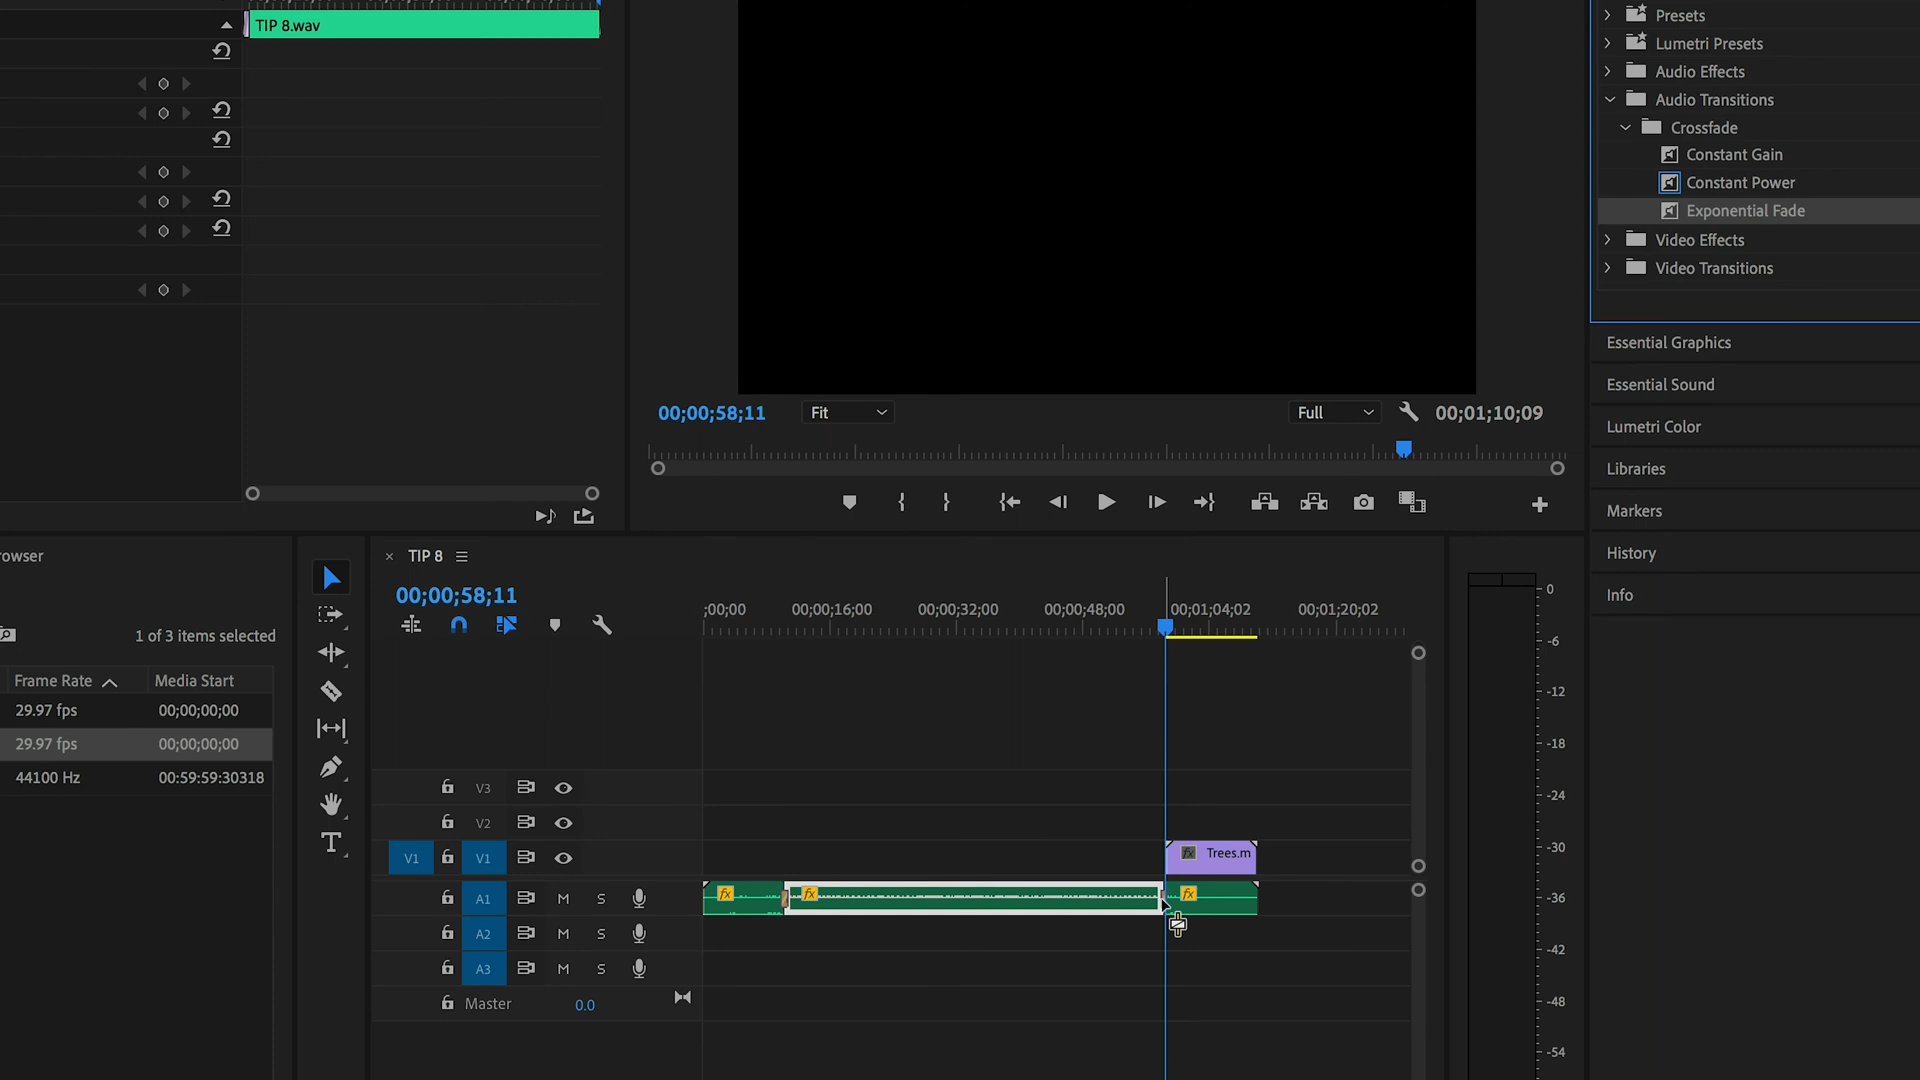 TIP 8.wav
Presets
Lumetri Presets
Audio Effects
Audio Transitions
Crossfade
Constant Gain
Constant Power
Exponential Fade
Video Effects
Video Transitions
Essential Graphics
Essential Sound
Lumetri Color
Libraries
Markers
History
Info
00;00;58;11
Fit
Full
00;01;10;09
rowser
1 of 3 items selected
Frame Rate
Media Start
29.97 fps
00;00;00;00
29.97 fps
00;00;00;00
44100 Hz
00:59:59:30318
× TIP 8
00;00;58;11
;00;00
00;00;16;00
00;00;32;00
00;00;48;00
00;01;04;02
00;01;20;02
V3
V2
V1
V1
fx
Trees.m
A1
M
S
fx
fx
fx
A2
M
S
A3
M
S
Master
0.0
T
0
-6
-12
-18
-24
-30
-36
-42
-48
-54